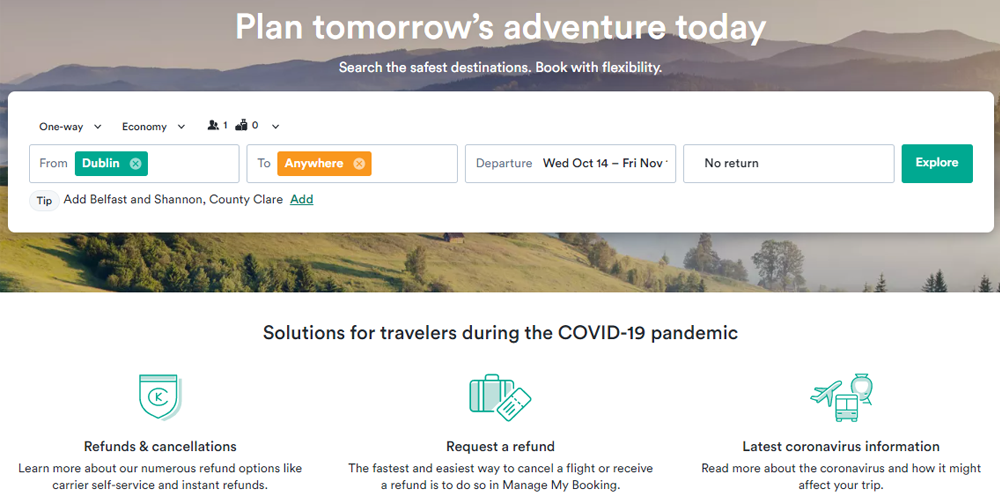 Plan tomorrow's adventure today
Search the safest destinations. Book with flexibility.
One-way Economy 1 0
From Dublin To Anywhere Departure Wed Oct 14 – Fri Nov No return Explore
Tip Add Belfast and Shannon, County Clare Add
Solutions for travelers during the COVID-19 pandemic
Refunds & cancellations
Learn more about our numerous refund options like
carrier self-service and instant refunds.
Request a refund
The fastest and easiest way to cancel a flight or receive
a refund is to do so in Manage My Booking.
Latest coronavirus information
Read more about the coronavirus and how it might
affect your trip.